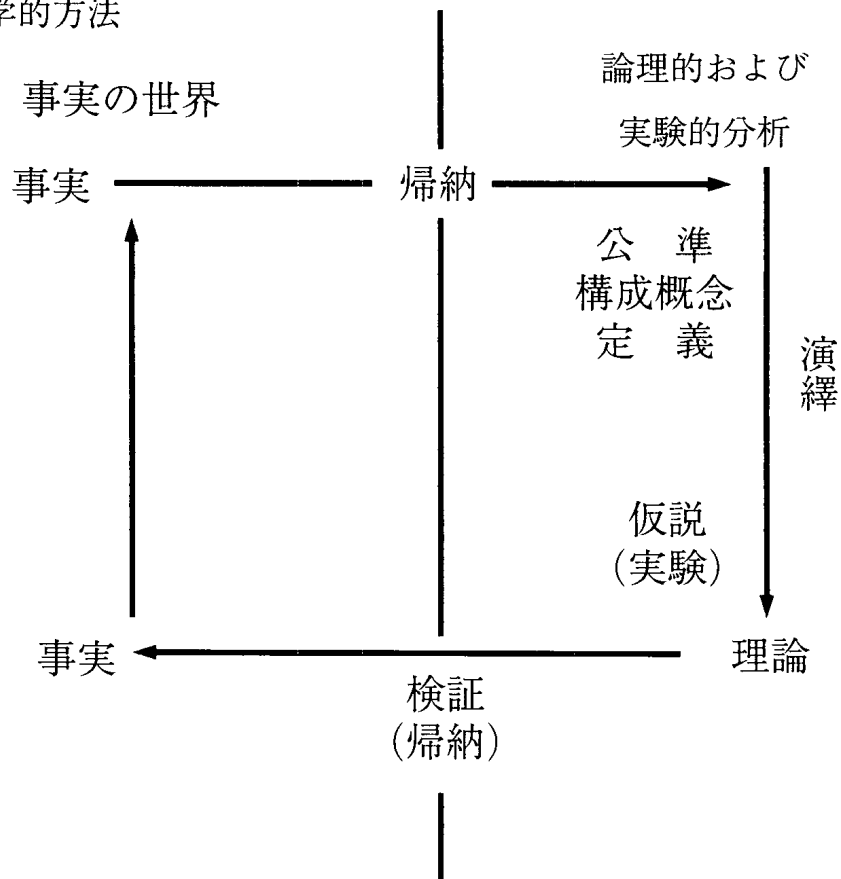 学的方法
事実の世界
論理的および
実験的分析
事実
帰納
公　準
構成概念
定　義
演繹
仮説
（実験）
事実
理論
検証
（帰納）